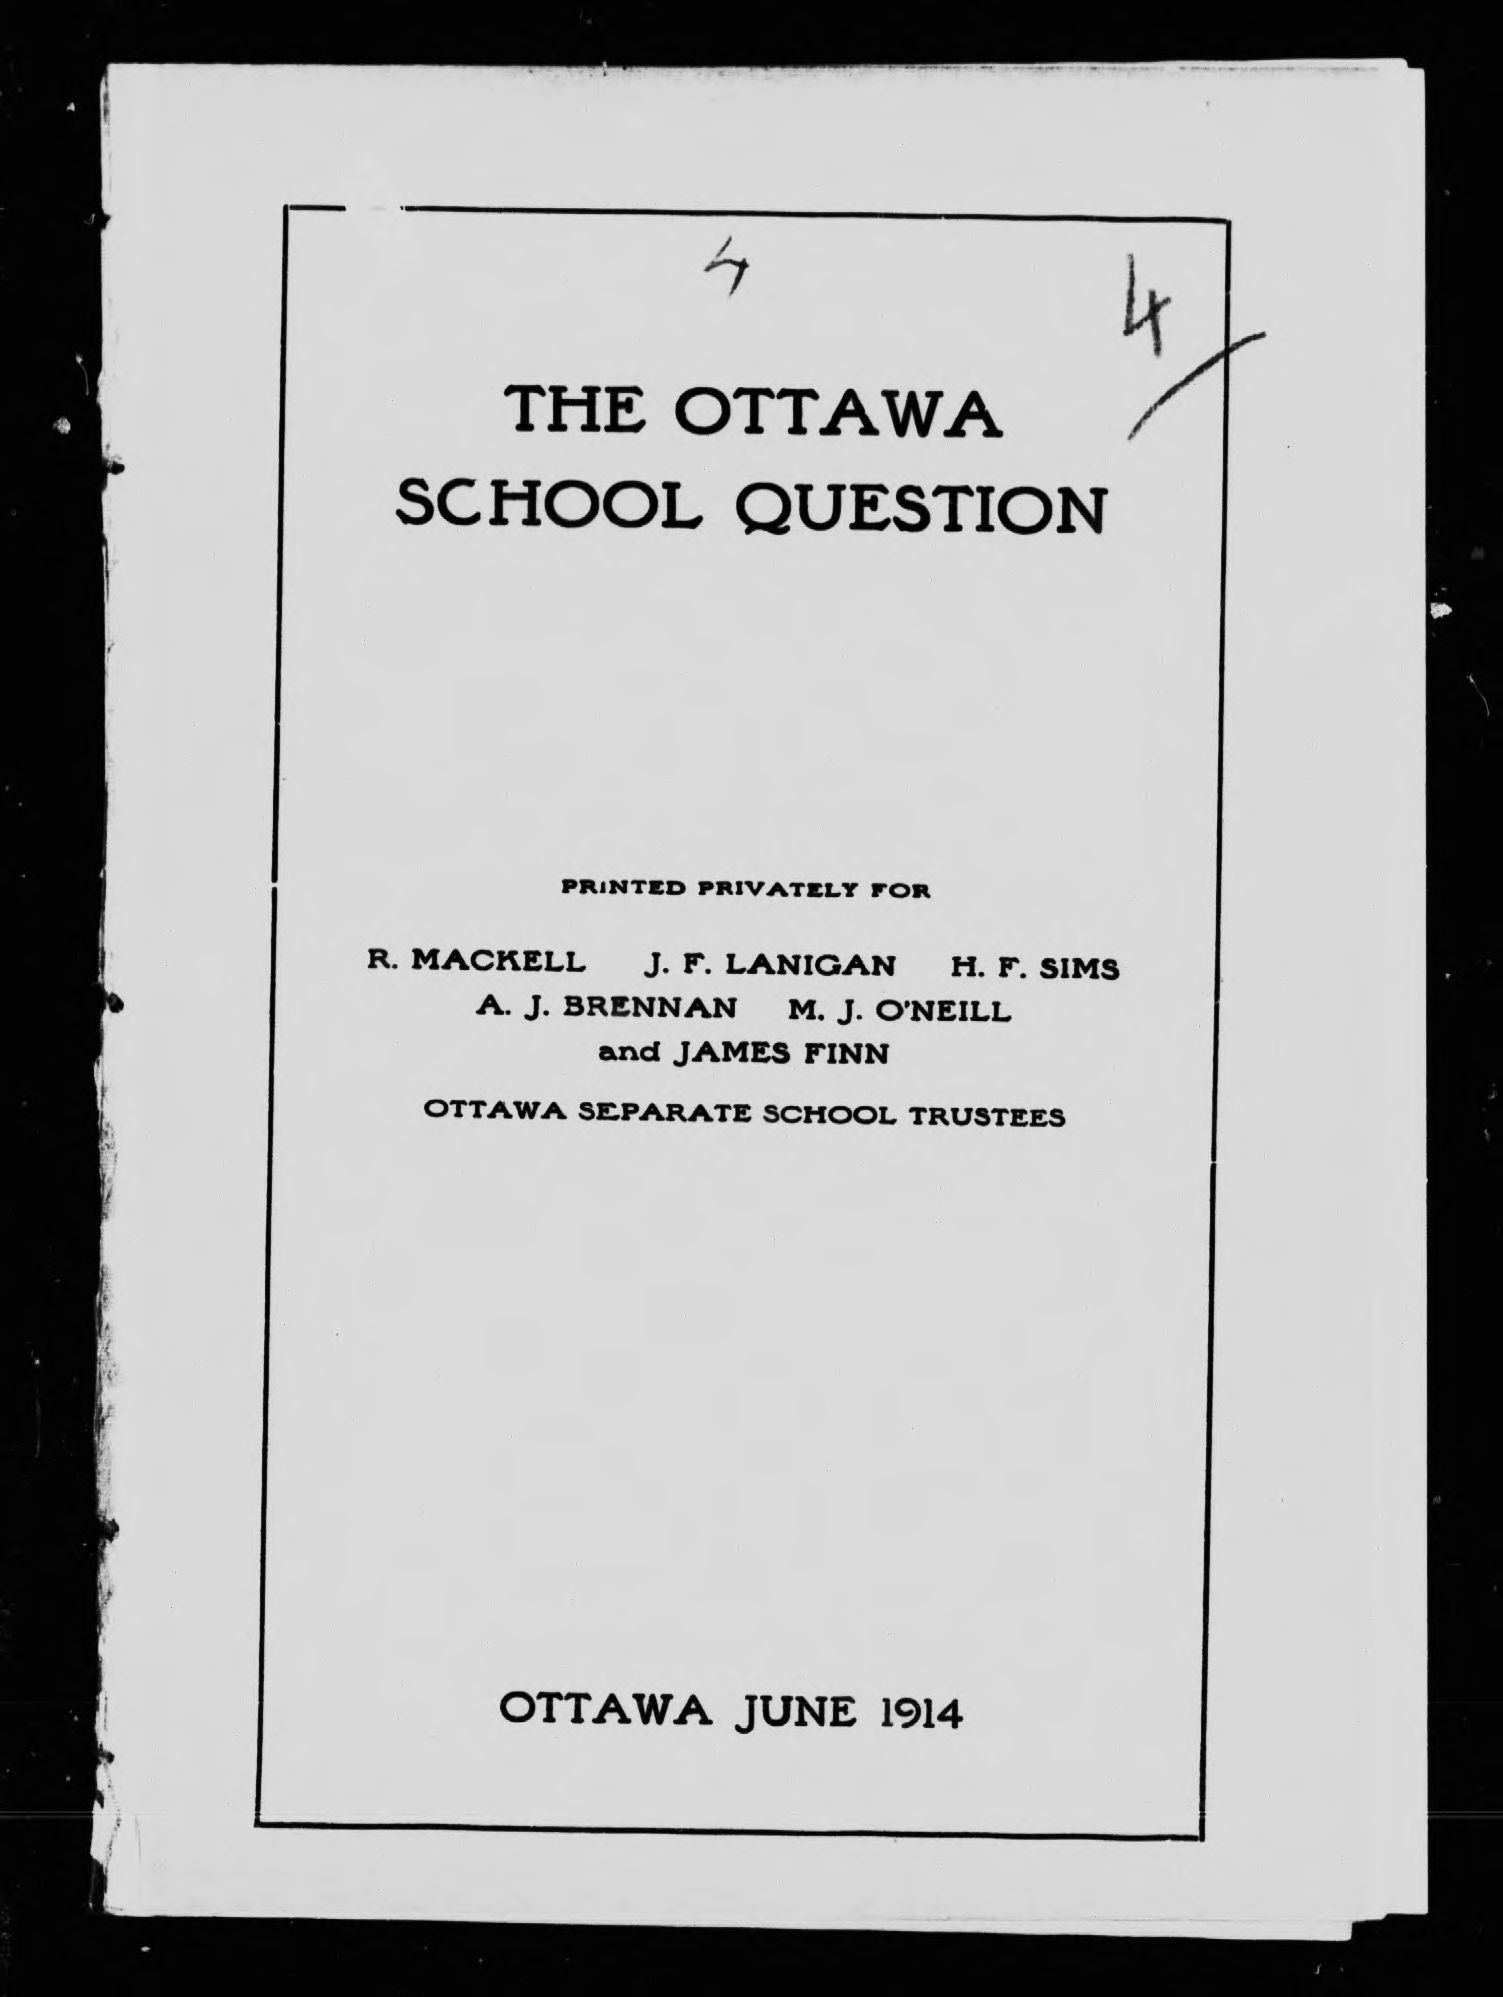 4
4
THE OTTAWA
SCHOOL QUESTION
PRINTED PRIVATELY FOR
R. MACKELL J. F. LANIGAN H. F. SIMS
A. J. BRENNAN M. J. O'NEILL
and JAMES FINN
OTTAWA SEPARATE SCHOOL TRUSTEES
OTTAWA JUNE 1914